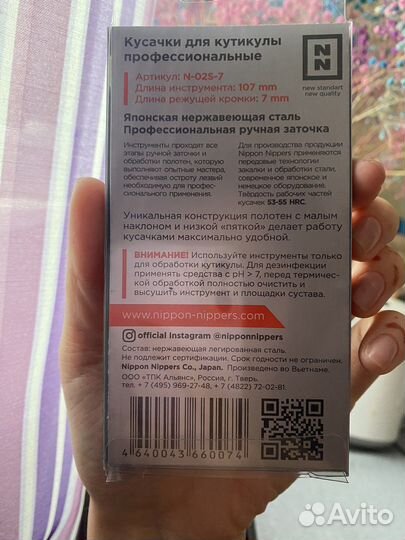 Кусачки для кутикулы
профессиональные
NN
new standart
new quality
Артикул: N-02S-7
Длина инструмента: 107 mm
Длина режущей кромки: 7 mm
Японская нержавеющая сталь
Профессиональная ручная заточка
Инструменты проходят все
этапы ручной заточки и
обработки полотен, которую
выполняют опытные мастера,
обеспечивая остроту лезвий
необходимую для профес-
сионального применения.
Для производства продукции
Nippon Nippers применяются
передовые технологии
закалки и обработки стали,
современное японское и
немецкое оборудование.
Твёрдость рабочих частей
кусачек 53-55 HRC.
Уникальная конструкция полотен с малым
наклоном и низкой «пяткой» делает работу
кусачками максимально удобной.
ВНИМАНИЕ! Используйте инструменты только
для обработки кутикулы. Для дезинфекции
применять средства с pH > 7, перед термичес-
кой обработкой полностью очистить и
высушить инструмент и площадки сустава.
www.nippon-nippers.com
official Instagram @nipponnippers
Состав: нержавеющая легированная сталь.
Не подлежит сертификации. Срок годности не ограничен.
Nippon Nippers Co., Japan. Произведено во Вьетнаме.
ООО «ТПК Альянс», Россия, г. Тверь.
тел. + 7 (495) 969-27-48, + 7 (4822) 72-02-81.
4 640043 660074
Avito